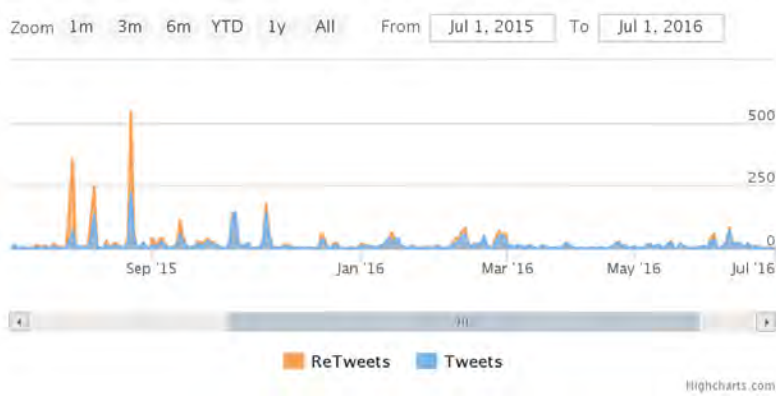 Zoom 1m 3m 6m YTD 1y All From Jul 1, 2015 To Jul 1, 2016
500
250
0
Sep '15 Jan '16 Mar '16 May '16 Jul '16
ReTweets Tweets
Highcharts.com